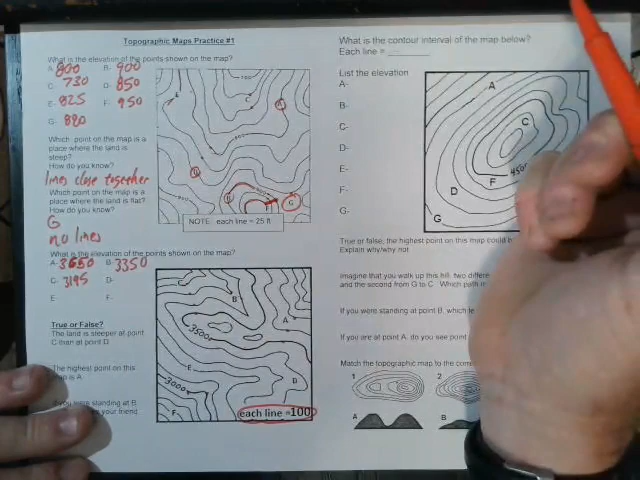 Topographic Maps Practice #1
What is the elevation of the points shown on the map?
A- 800 B- 900
C- 730 D- 850
E- 825 F- 950
G- 880
Which point on the map is a
place where the land is
steep?
How do you know?
lines close together
Which point on the map is a
place where the land is flat?
How do you know?
G
no lines
NOTE: each line = 25 ft
What is the elevation of the points shown on the map?
A- 3650 B- 3350
C- 3195 D-
E- F-
True or False?
The land is steeper at point
C than at point D
The highest point on this
is A
standing at B
your friend
B
A
3500
E
3000
D
F
each line =100
What is the contour interval of the map below?
Each line =
List the elevation
A-
B-
C-
D-
E-
F-
G-
A
C
F
450
D
G
True or false, the highest point on this map could b
Explain why/why not
Imagine that you walk up this hill, two differe
and the second from G to C. Which path
If you were standing at point B, which
If you are at point A, do you see point
Match the topographic map to the corre
1 2
A B